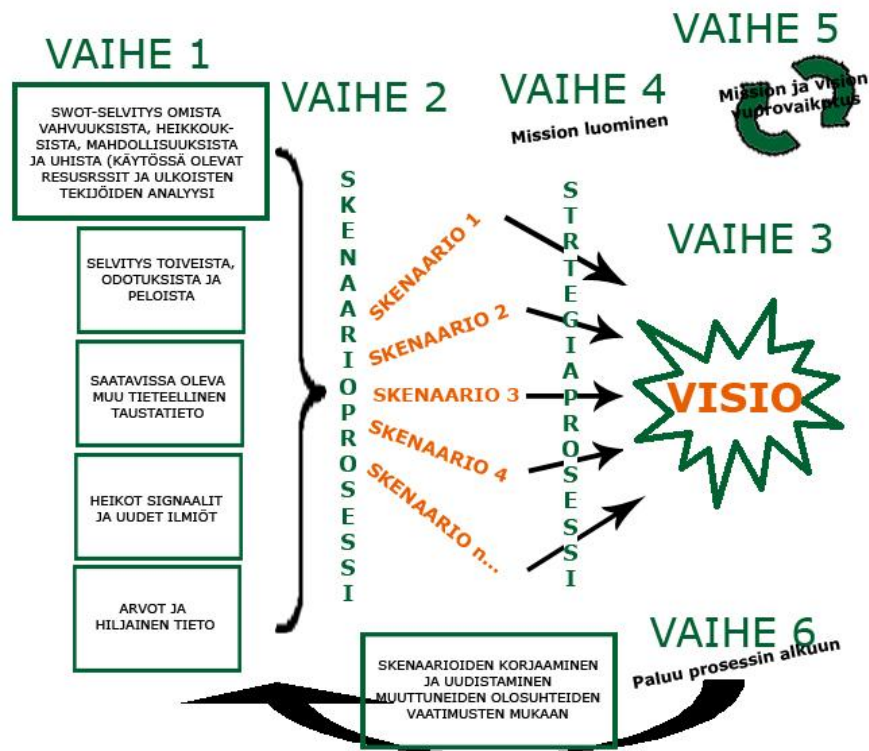 VAIHE 1
SWOT-SELVITYS OMISTA
VAHVUUKSISTA, HEIKKOUK-
SISTA, MAHDOLLISUUKSISTA
JA UHISTA (KÄYTÖSSÄ OLEVAT
RESUSRSSIT JA ULKOISTEN
TEKIJÖIDEN ANALYYSI
SELVITYS TOIVEISTA,
ODOTUKSISTA JA
PELOISTA
SAATAVISSA OLEVA
MUU TIETEELLINEN
TAUSTATIETO
HEIKOT SIGNAALIT
JA UUDET ILMIÖT
ARVOT JA
HILJAINEN TIETO
VAIHE 2
SKENAARIOPROSESSI
SKENAARIO 1
SKENAARIO 2
SKENAARIO 3
SKENAARIO 4
SKENAARIO n...
VAIHE 4
Mission luominen
STRTEGIAPROSESSI
VAIHE 5
Mission ja vision
vuprovaikutus
VAIHE 3
VISIO
VAIHE 6
Paluu prosessin alkuun
SKENAARIOIDEN KORJAAMINEN
JA UUDISTAMINEN
MUUTTUNEIDEN OLOSUHTEIDEN
VAATIMUSTEN MUKAAN